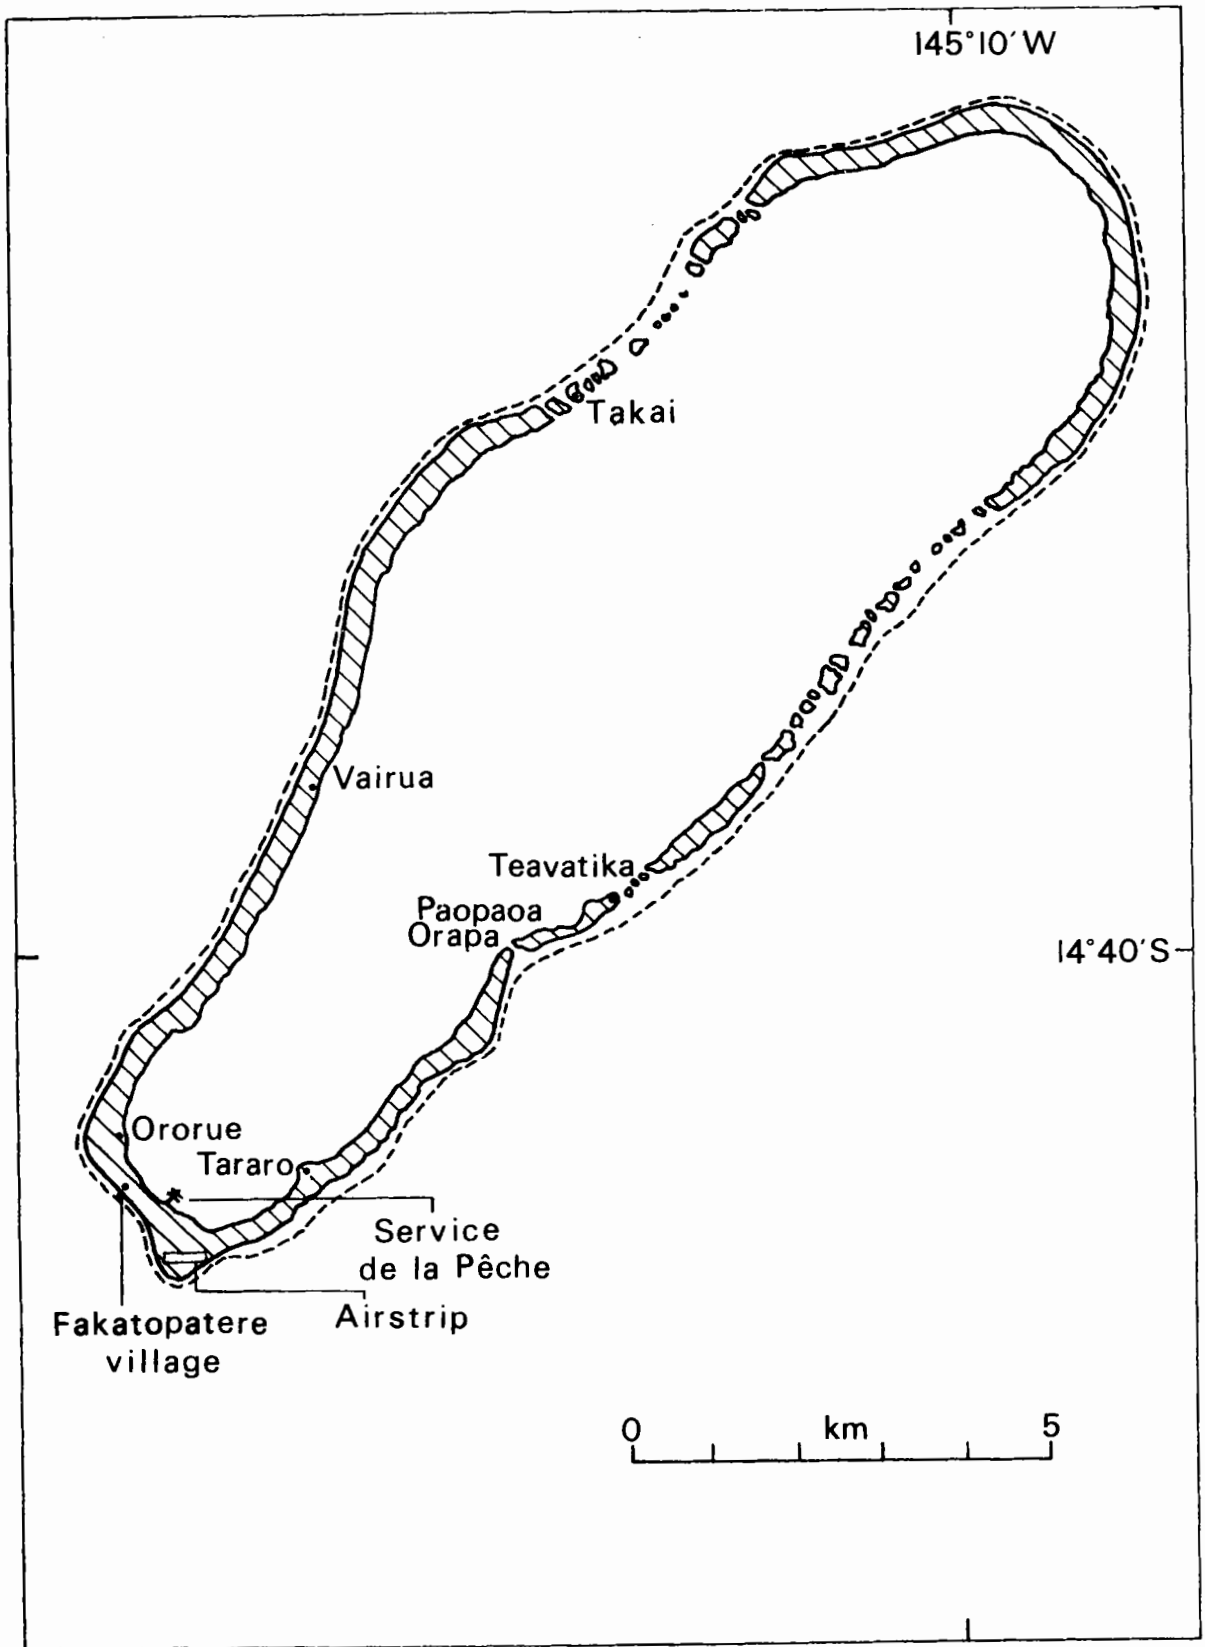 145°10′W
Takai
Vairua
Teavatika
Paopaoa
Orapa
14°40′S
Ororue
Tararo
Service
de la Pêche
Airstrip
Fakatopatere
village
0 km 5